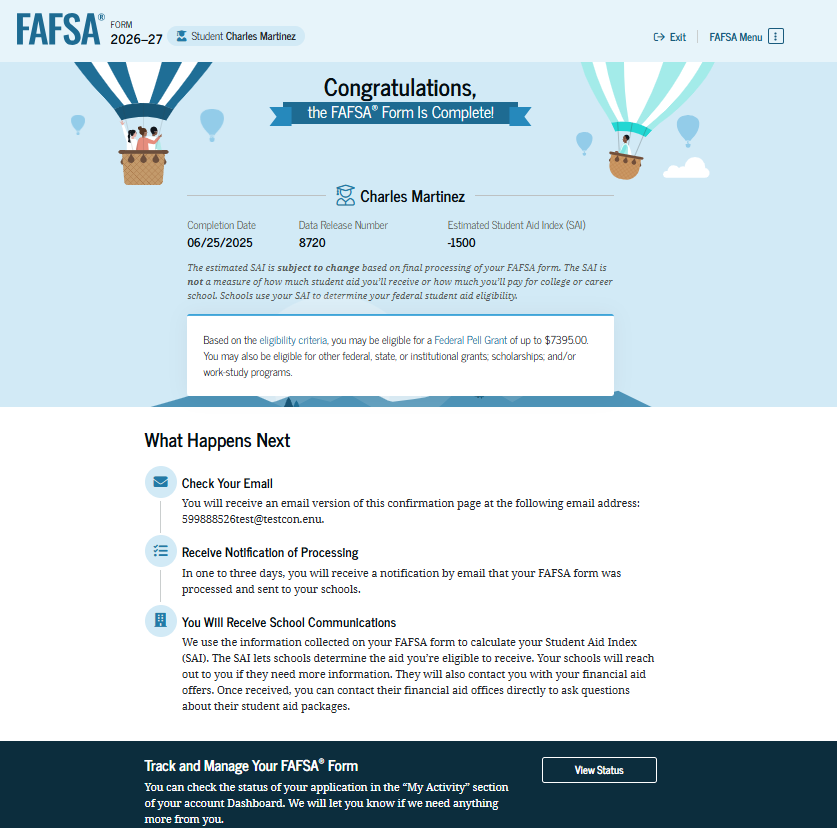 FAFSA®
FORM
2026–27
Student Charles Martinez
Exit
FAFSA Menu
Congratulations,
the FAFSA® Form Is Complete!
Charles Martinez
Completion Date
Data Release Number
Estimated Student Aid Index (SAI)
06/25/2025
8720
-1500
The estimated SAI is subject to change based on final processing of your FAFSA form. The SAI is
not a measure of how much student aid you’ll receive or how much you’ll pay for college or career
school. Schools use your SAI to determine your federal student aid eligibility.
Based on the eligibility criteria, you may be eligible for a Federal Pell Grant of up to $7395.00.
You may also be eligible for other federal, state, or institutional grants; scholarships; and/or
work-study programs.
What Happens Next
Check Your Email
You will receive an email version of this confirmation page at the following email address:
599888526test@testcon.enu.
Receive Notification of Processing
In one to three days, you will receive a notification by email that your FAFSA form was
processed and sent to your schools.
You Will Receive School Communications
We use the information collected on your FAFSA form to calculate your Student Aid Index
(SAI). The SAI lets schools determine the aid you’re eligible to receive. Your schools will reach
out to you if they need more information. They will also contact you with your financial aid
offers. Once received, you can contact their financial aid offices directly to ask questions
about their student aid packages.
Track and Manage Your FAFSA® Form
View Status
You can check the status of your application in the “My Activity” section
of your account Dashboard. We will let you know if we need anything
more from you.